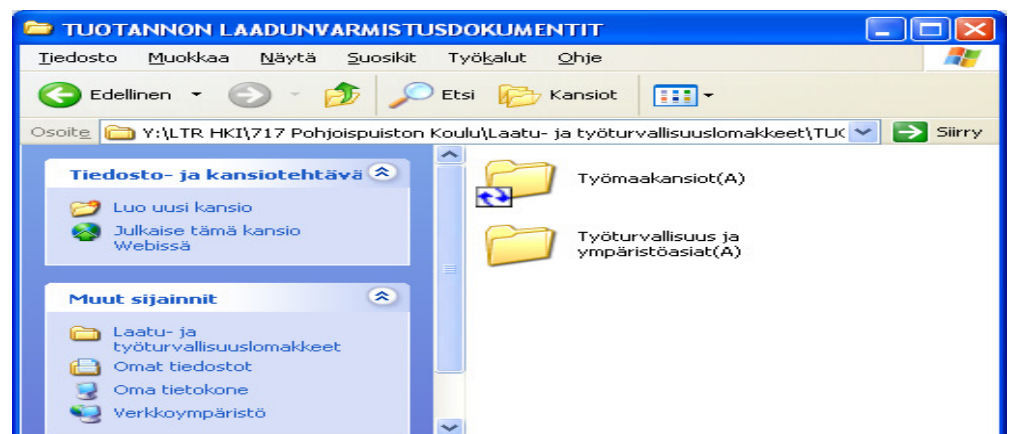 TUOTANNON LAADUNVARMISTUSDOKUMENTIT
Tiedosto Muokkaa Näytä Suosikit Työkalut Ohje
Edellinen Etsi Kansiot
Osoite Y:\LTR HKI\717 Pohjoispuiston Koulu\Laatu- ja työturvallisuuslomakkeet\TUO Siirry
Tiedosto- ja kansiotehtävä
Luo uusi kansio
Julkaise tämä kansio
Webissä
Muut sijainnit
Laatu- ja
työturvallisuuslomakkeet
Omat tiedostot
Oma tietokone
Verkkoympäristö
Työmaakansiot(A)
Työturvallisuus ja
ympäristöasiat(A)